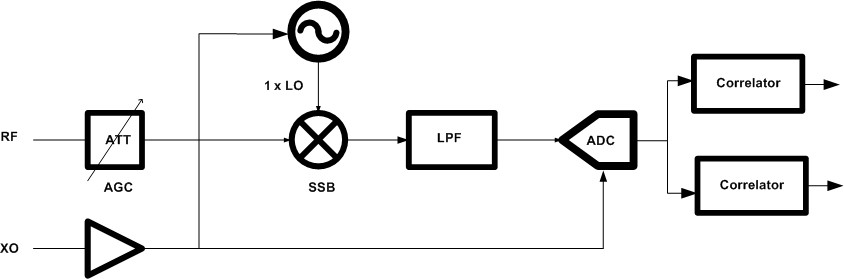 1 x LO
Correlator
RF
ATT
LPF
ADC
AGC
SSB
Correlator
XO